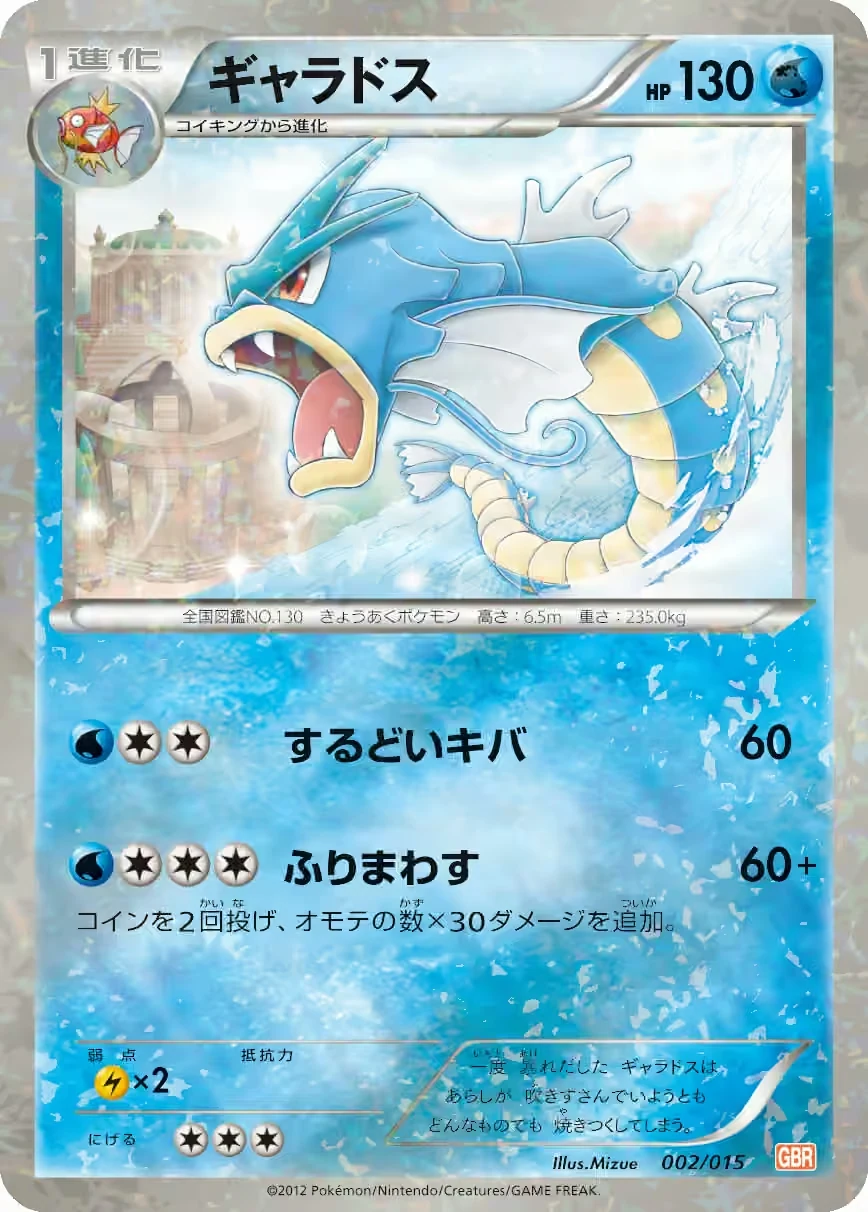 1進化
ギャラドス
HP 130
コイキングから進化
全国図鑑NO.130 きょうあくポケモン 高さ：6.5m 重さ：235.0kg
するどいキバ 60
ふりまわす 60+
コインを2回投げ、オモテの数×30ダメージを追加。
弱点 抵抗力
×2
にげる
一度 暴れだした ギャラドスは
あらしが 吹きすさんでいようとも
どんなものでも 焼きつくしてしまう。
Illus.Mizue 002/015 GBR
©2012 Pokémon/Nintendo/Creatures/GAME FREAK.